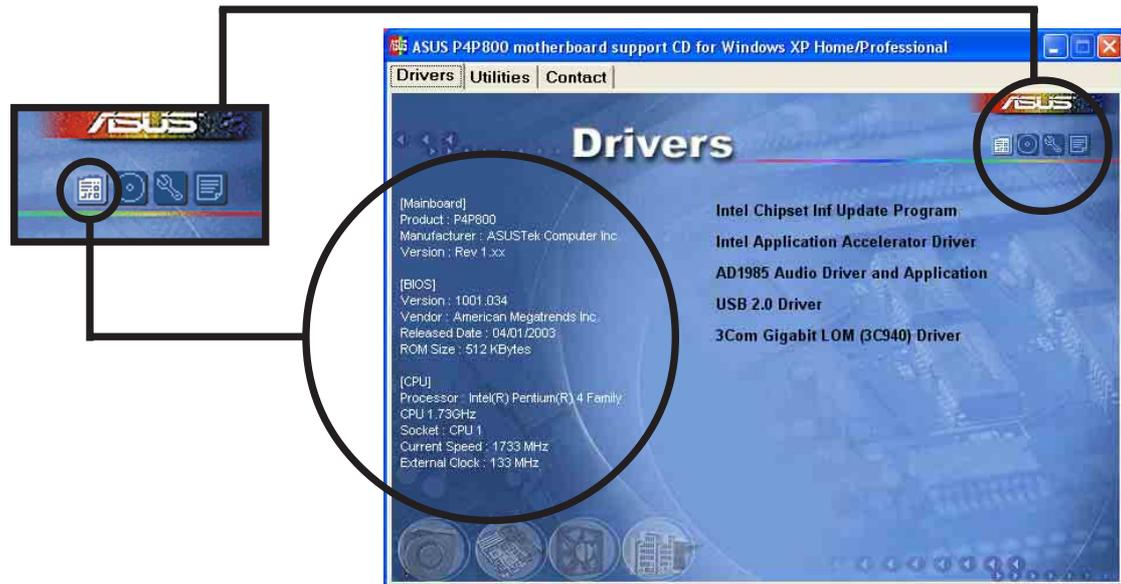 ASUS P4P800 motherboard support CD for Windows XP Home/Professional
Drivers Utilities Contact
ASUS
ASUS
Drivers
[Mainboard]
Product : P4P800
Manufacturer : ASUSTek Computer Inc.
Version : Rev 1.xx
[BIOS]
Version : 1001.034
Vendor : American Megatrends Inc.
Released Date : 04/01/2003
ROM Size : 512 KBytes
[CPU]
Processor : Intel(R) Pentium(R) 4 Family
CPU 1.73GHz
Socket : CPU 1
Current Speed : 1733 MHz
External Clock : 133 MHz
Intel Chipset Inf Update Program
Intel Application Accelerator Driver
AD1985 Audio Driver and Application
USB 2.0 Driver
3Com Gigabit LOM (3C940) Driver